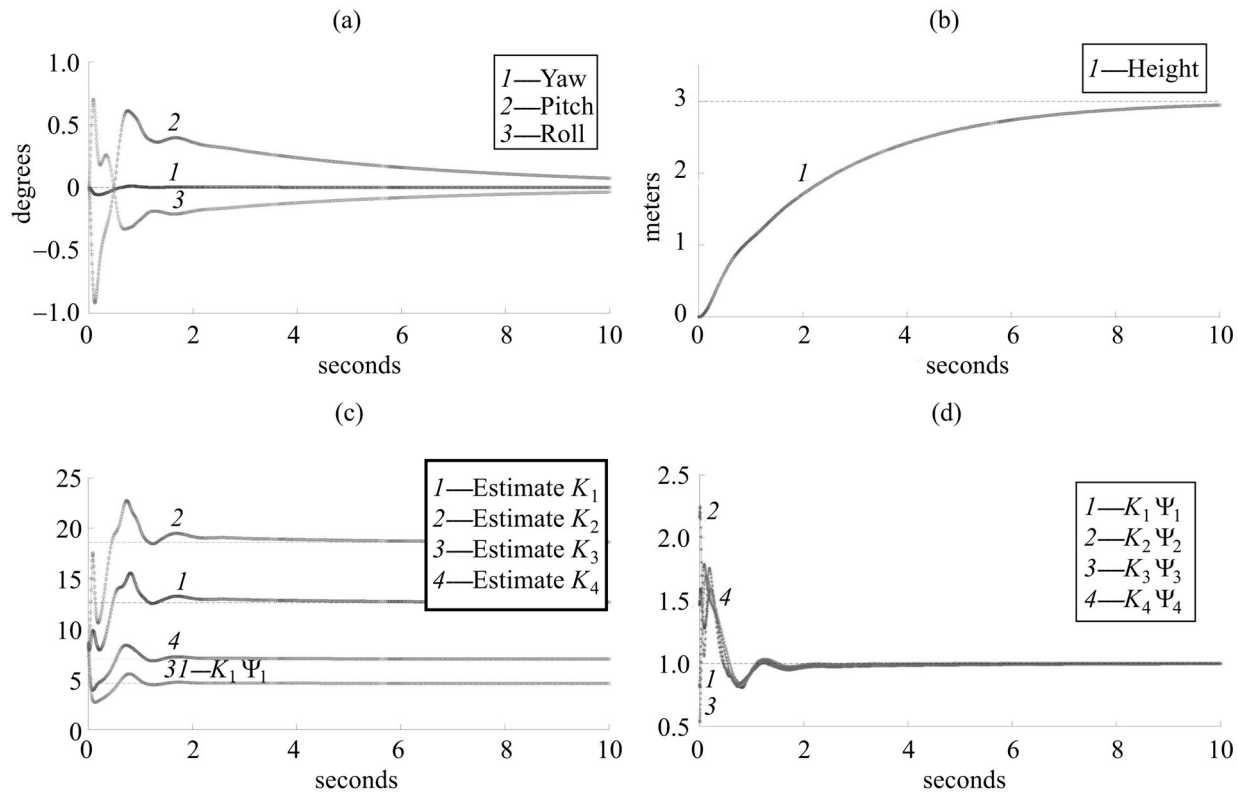 (a)
1.0
0.5
0
–0.5
–1.0
degrees
1—Yaw
2—Pitch
3—Roll
2
1
3
0 2 4 6 8 10
seconds
(b)
3
2
1
0
meters
1—Height
1
0 2 4 6 8 10
seconds
(c)
25
20
15
10
5
0
1—Estimate K1
2—Estimate K2
3—Estimate K3
4—Estimate K4
2
1
4
31—K1 Ψ1
0 2 4 6 8 10
seconds
(d)
2.5
2.0
1.5
1.0
0.5
1—K1 Ψ1
2—K2 Ψ2
3—K3 Ψ3
4—K4 Ψ4
2
4
1
3
0 2 4 6 8 10
seconds